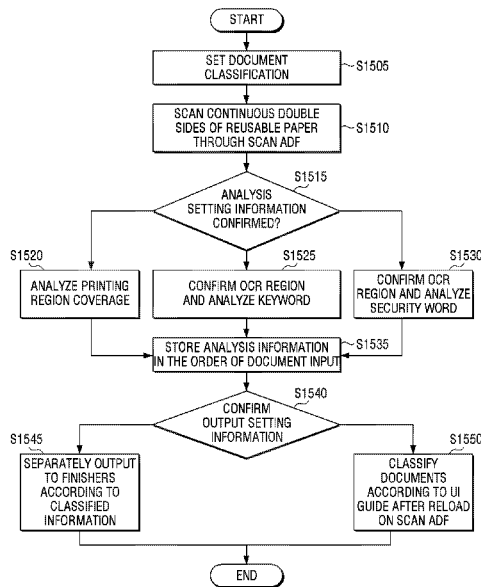 START
SET DOCUMENT
CLASSIFICATION
S1505
SCAN CONTINUOUS DOUBLE
SIDES OF REUSABLE PAPER
THROUGH SCAN ADF
S1510
S1515
ANALYSIS
SETTING INFORMATION
CONFIRMED?
S1520
ANALYZE PRINTING
REGION COVERAGE
S1525
CONFIRM OCR REGION
AND ANALYZE KEYWORD
S1530
CONFIRM OCR
REGION AND ANALYZE
SECURITY WORD
STORE ANALYSIS INFORMATION
IN THE ORDER OF DOCUMENT INPUT
S1535
S1540
CONFIRM
OUTPUT SETTING
INFORMATION
S1545
SEPARATELY OUTPUT
TO FINISHERS
ACCORDING TO
CLASSIFIED
INFORMATION
S1550
CLASSIFY
DOCUMENTS
ACCORDING TO UI
GUIDE AFTER RELOAD
ON SCAN ADF
END